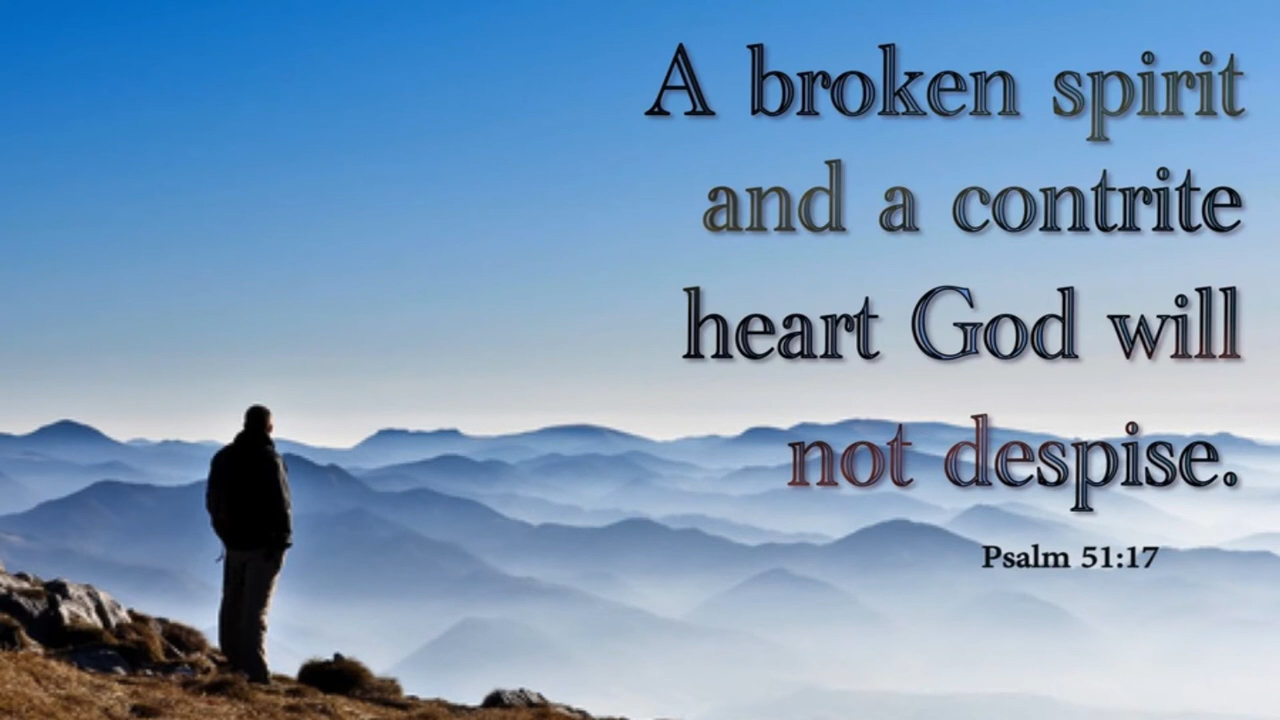 A broken spirit
and a contrite
heart God will
not despise.
Psalm 51:17